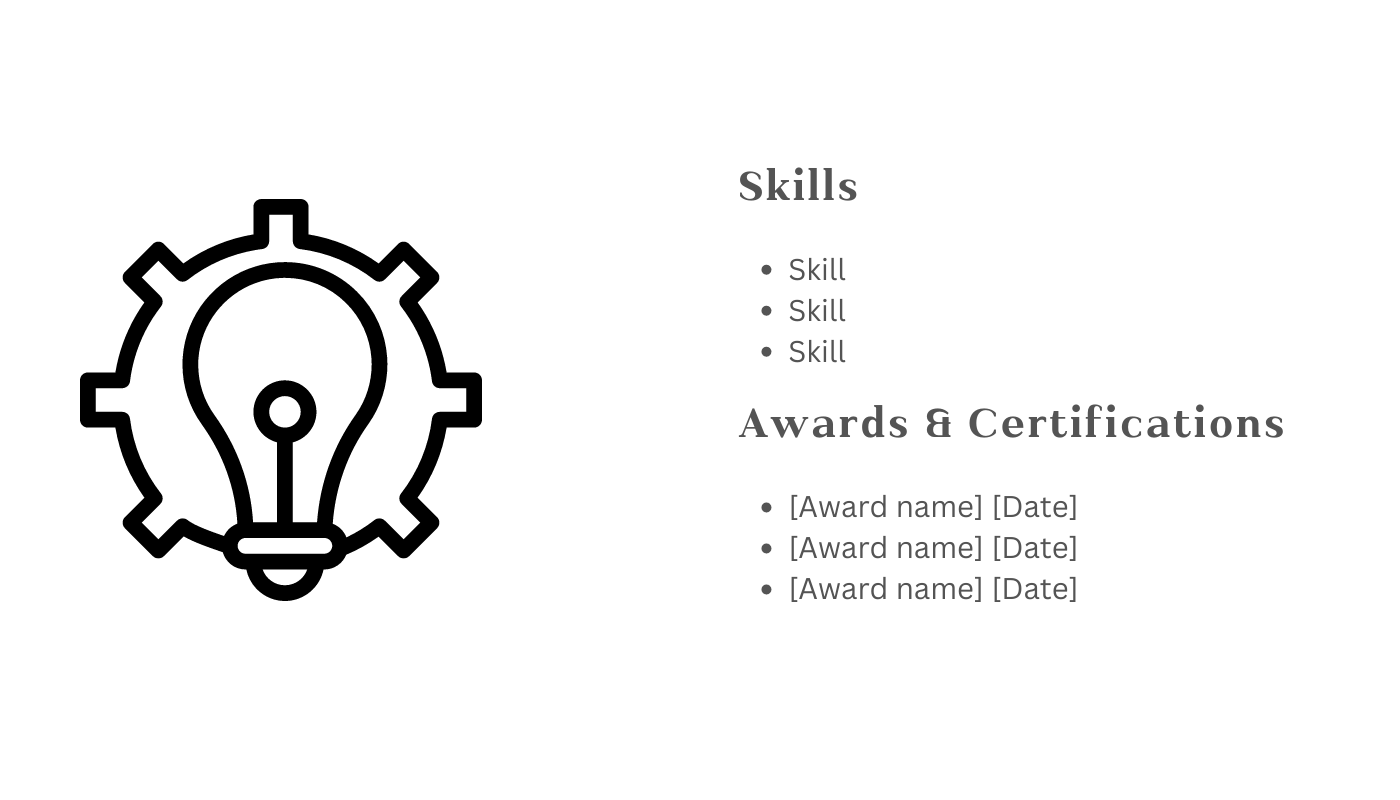 Skills
• Skill
• Skill
• Skill
Awards & Certifications
• [Award name] [Date]
• [Award name] [Date]
• [Award name] [Date]